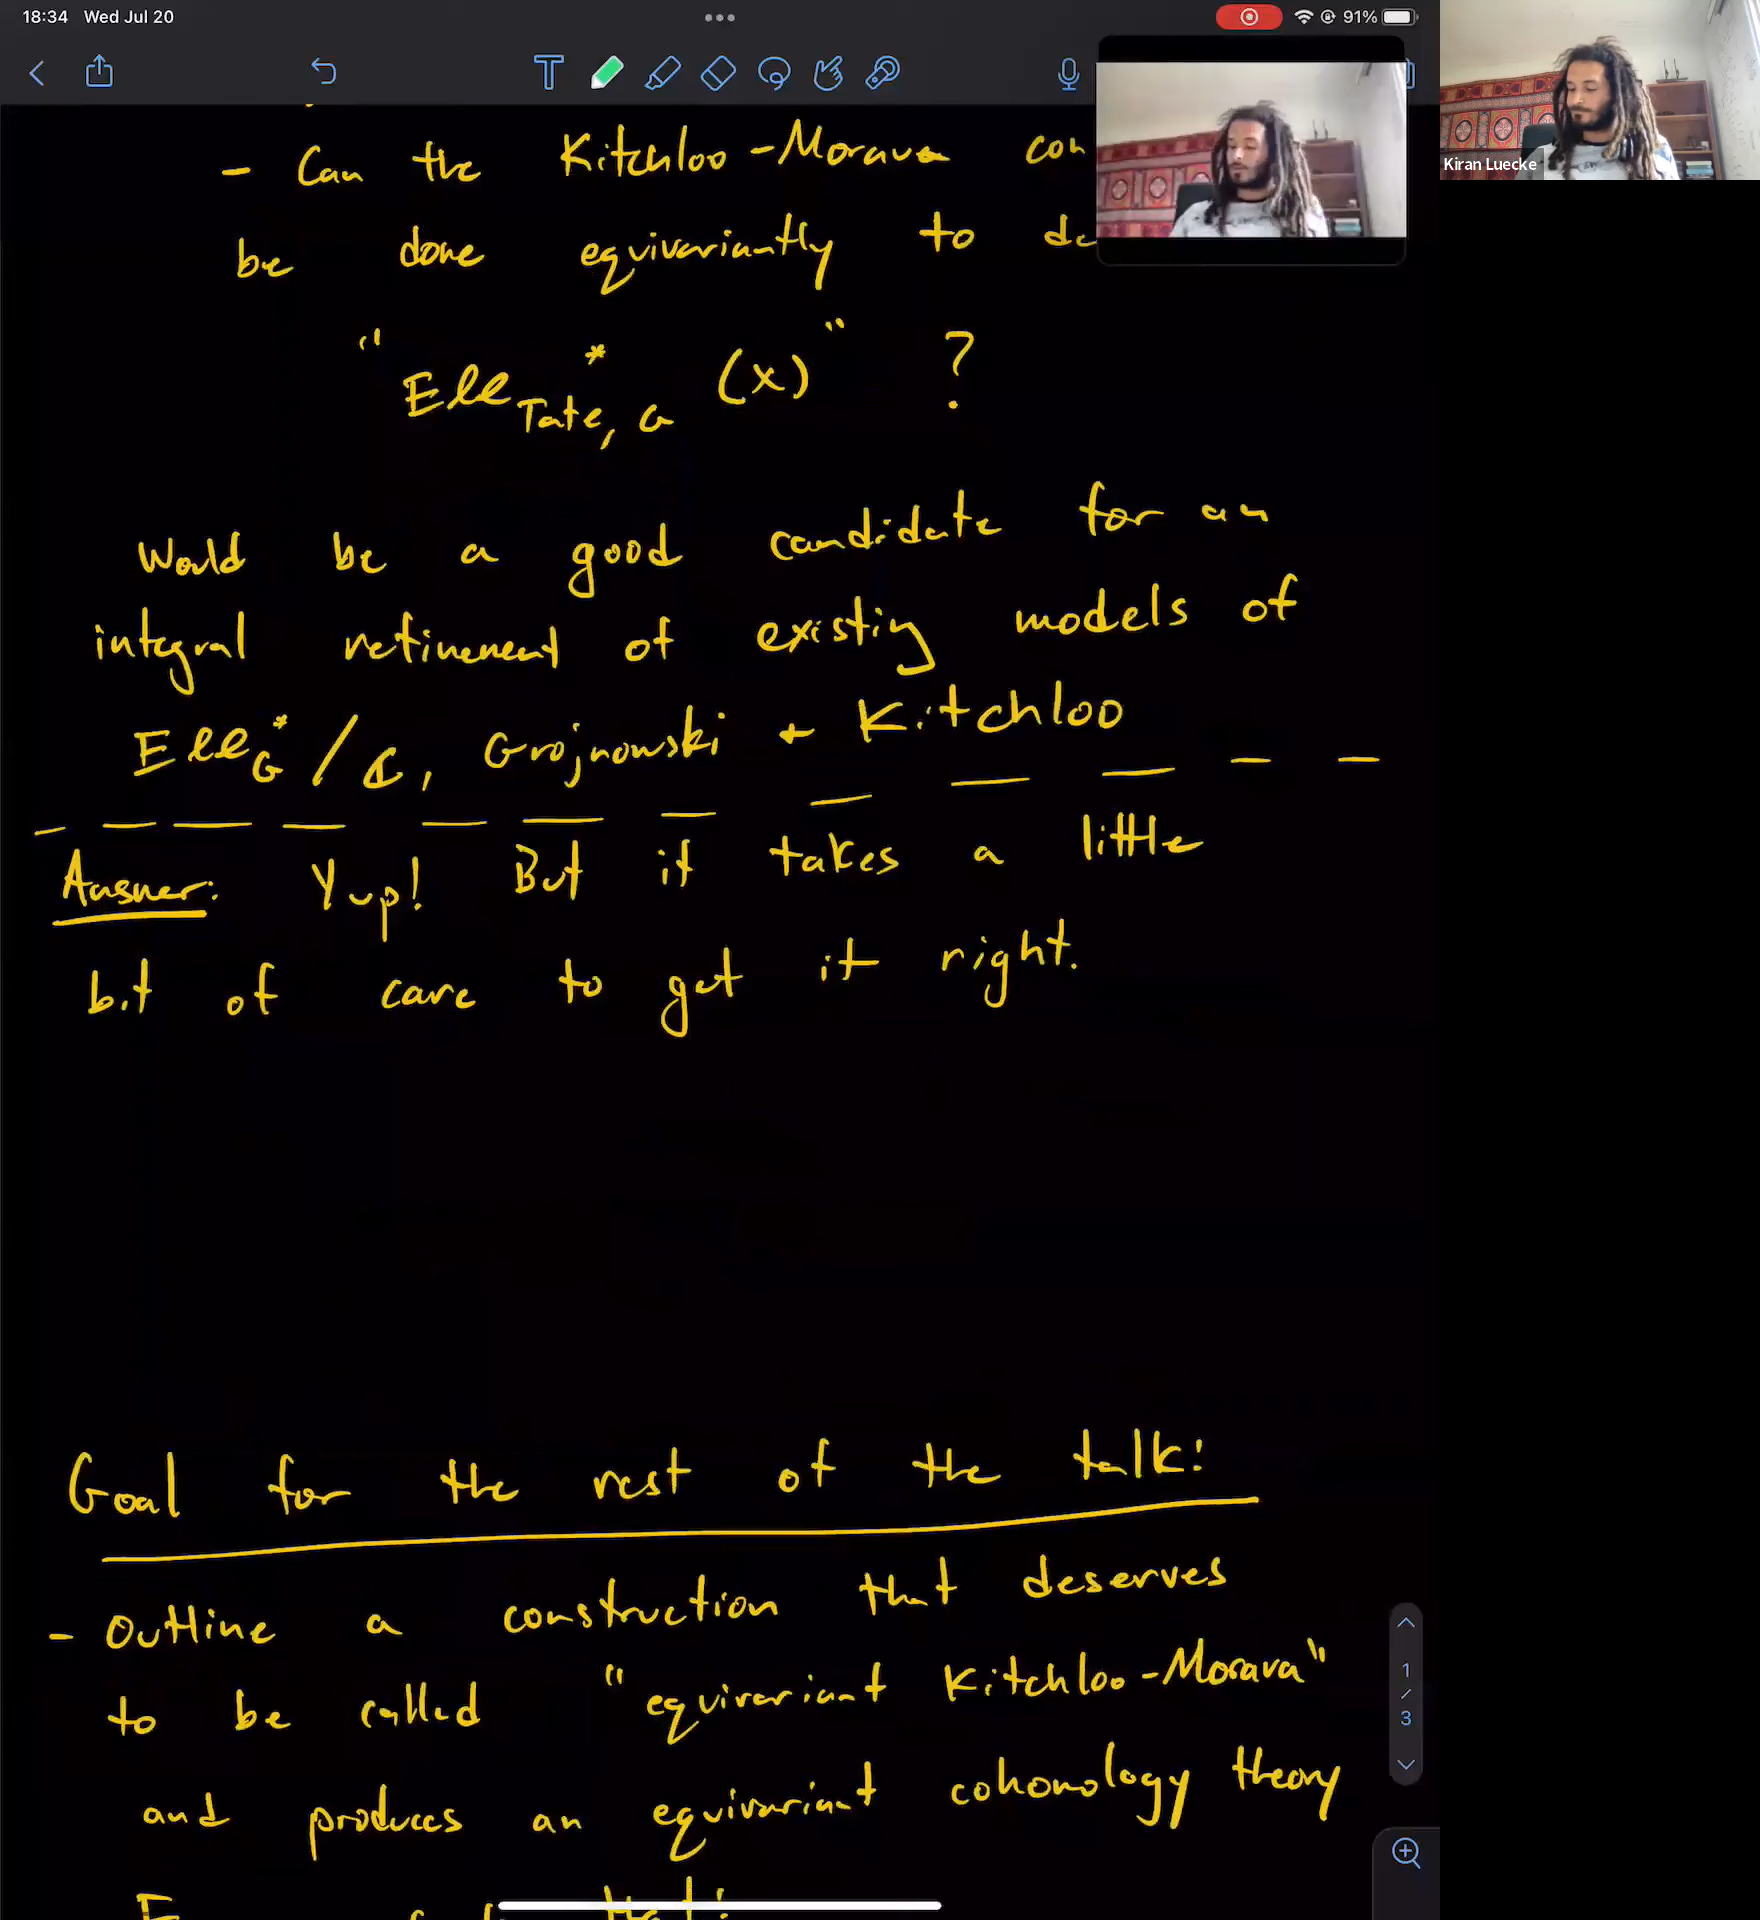 18:34 Wed Jul 20
91%
Kiran Luecke
- Can the Kitchloo-Morava con
be done equivariantly to de
"Ell*Tate, G (X)" ?
Would be a good candidate for an
integral refinement of existing models of
Ell*G / C, Grojnowski + Kitchloo
Answer: Yup! But it takes a little
bit of care to get it right.
Goal for the rest of the talk:
- Outline a construction that deserves
to be called "equivariant Kitchloo-Morava"
and produces an equivariant cohomology theory
1
/
3